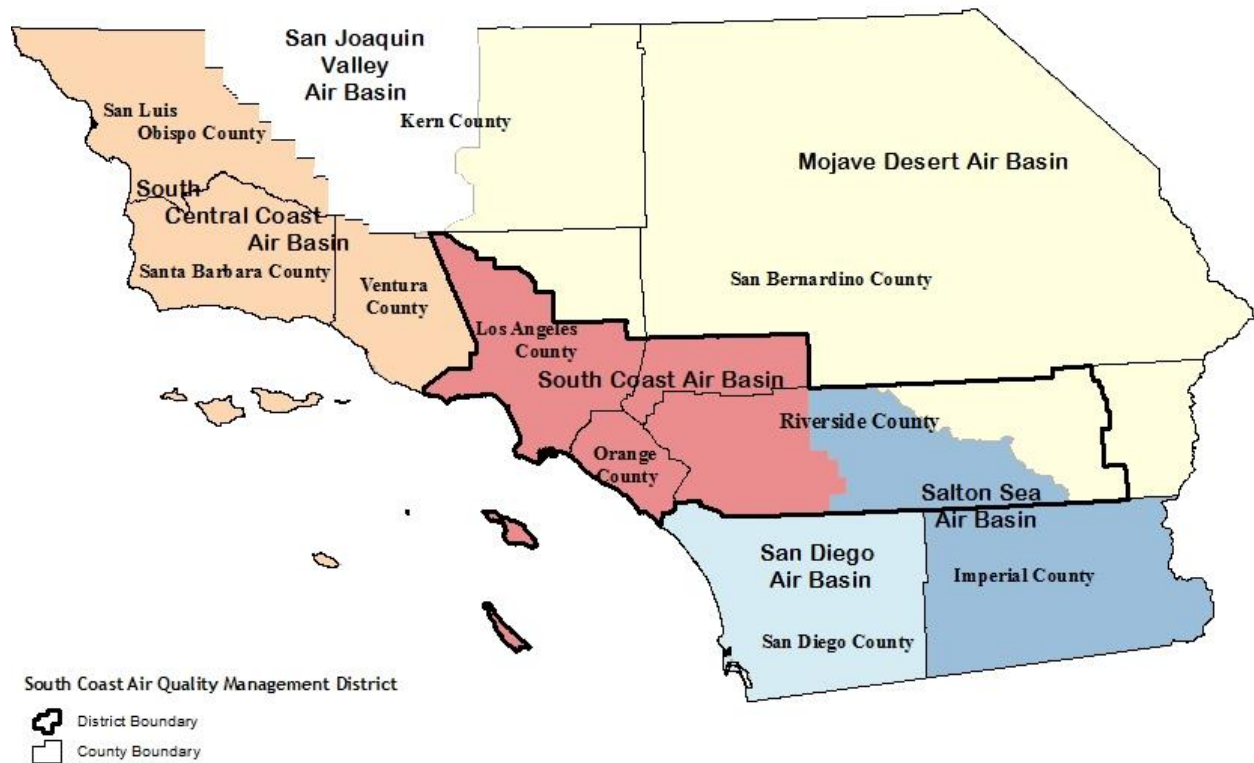 San Joaquin
Valley
Air Basin
Kern County
San Luis
Obispo County
Mojave Desert Air Basin
South
Central Coast
Air Basin
Santa Barbara County
Ventura
County
San Bernardino County
Los Angeles
County
South Coast Air Basin
Riverside County
Orange
County
Salton Sea
Air Basin
San Diego
Air Basin
Imperial County
San Diego County
South Coast Air Quality Management District
District Boundary
County Boundary